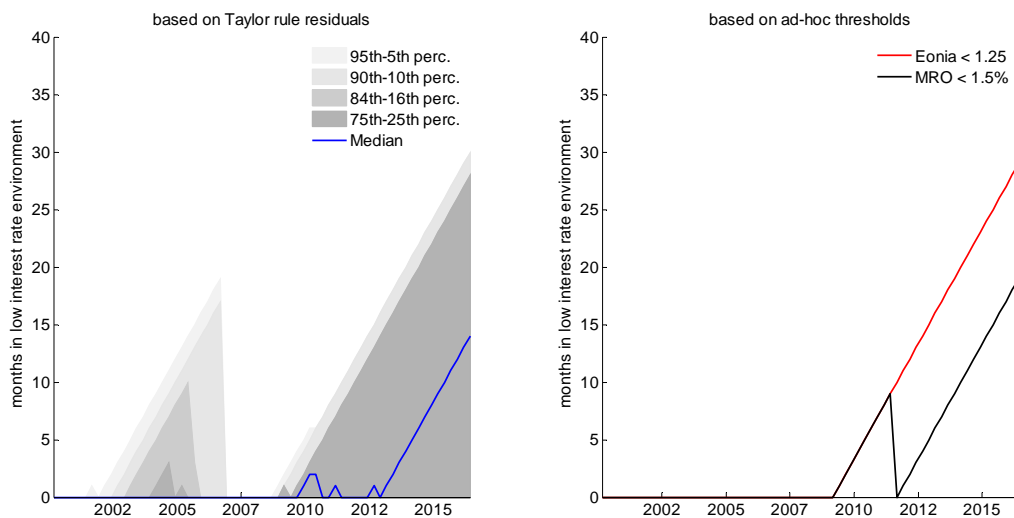 based on Taylor rule residuals
40
35
30
25
20
15
10
5
0
months in low interest rate environment
95th-5th perc.
90th-10th perc.
84th-16th perc.
75th-25th perc.
Median
2002 2005 2007 2010 2012 2015
based on ad-hoc thresholds
40
35
30
25
20
15
10
5
0
months in low interest rate environment
Eonia < 1.25
MRO < 1.5%
2002 2005 2007 2010 2012 2015